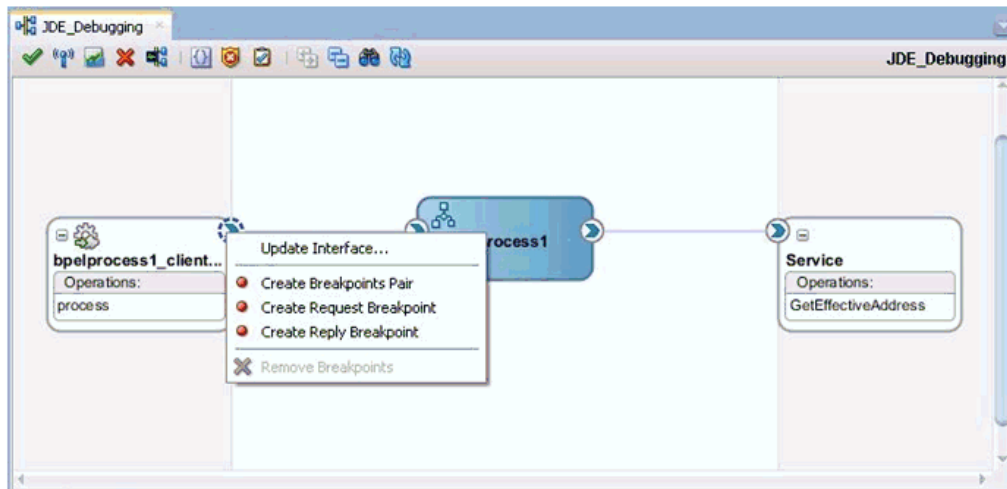 JDE_Debugging
JDE_Debugging
bpelprocess1_client...
Operations:
process
Update Interface...
Create Breakpoints Pair
Create Request Breakpoint
Create Reply Breakpoint
Remove Breakpoints
rocess1
Service
Operations:
GetEffectiveAddress